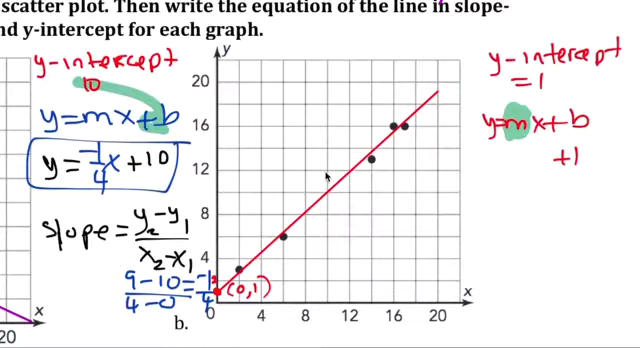 scatter plot. Then write the equation of the line in slope-
nd y-intercept for each graph.
y-intercept
10
y=mx+b
y=-1/4x+10
slope=y₂-y₁/x₂-x₁
9-10/4-0=-1/4
x
20
y
20
16
12
8
4
0
4
8
12
16
20
x
(0,1)
b.
y-intercept
=1
y=mx+b
+1